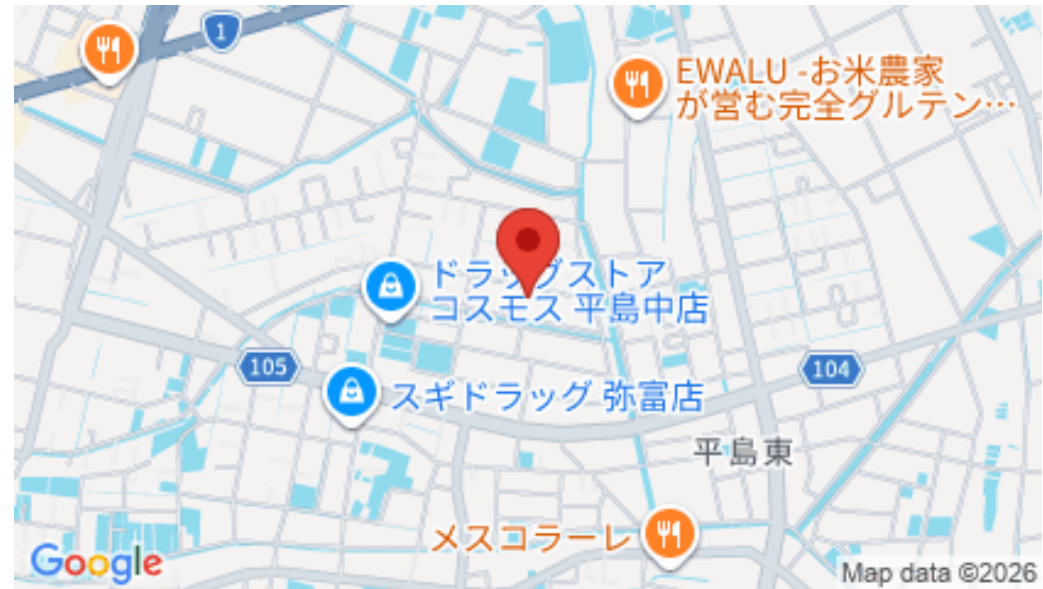 1
EWALU -お米農家
が営む完全グルテン…
ドラッグストア
コスモス 平島中店
105
104
スギドラッグ 弥富店
平島東
メスコラーレ
Google
Map data ©2026